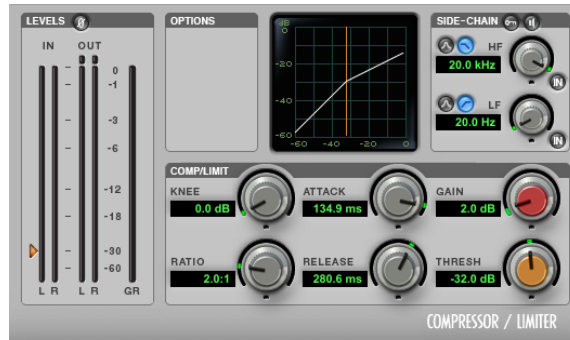 LEVELS Ø
IN OUT
0
-1
-3
-6
-12
-18
-30
-60
L R L R GR
OPTIONS
dB
0
-20
-40
-60
-60 -40 -20 0
SIDE-CHAIN
HF
20.0 kHz
IN
LF
20.0 Hz
IN
COMP/LIMIT
KNEE
0.0 dB
ATTACK
134.9 ms
GAIN
2.0 dB
RATIO
2.0:1
RELEASE
280.6 ms
THRESH
-32.0 dB
COMPRESSOR / LIMITER